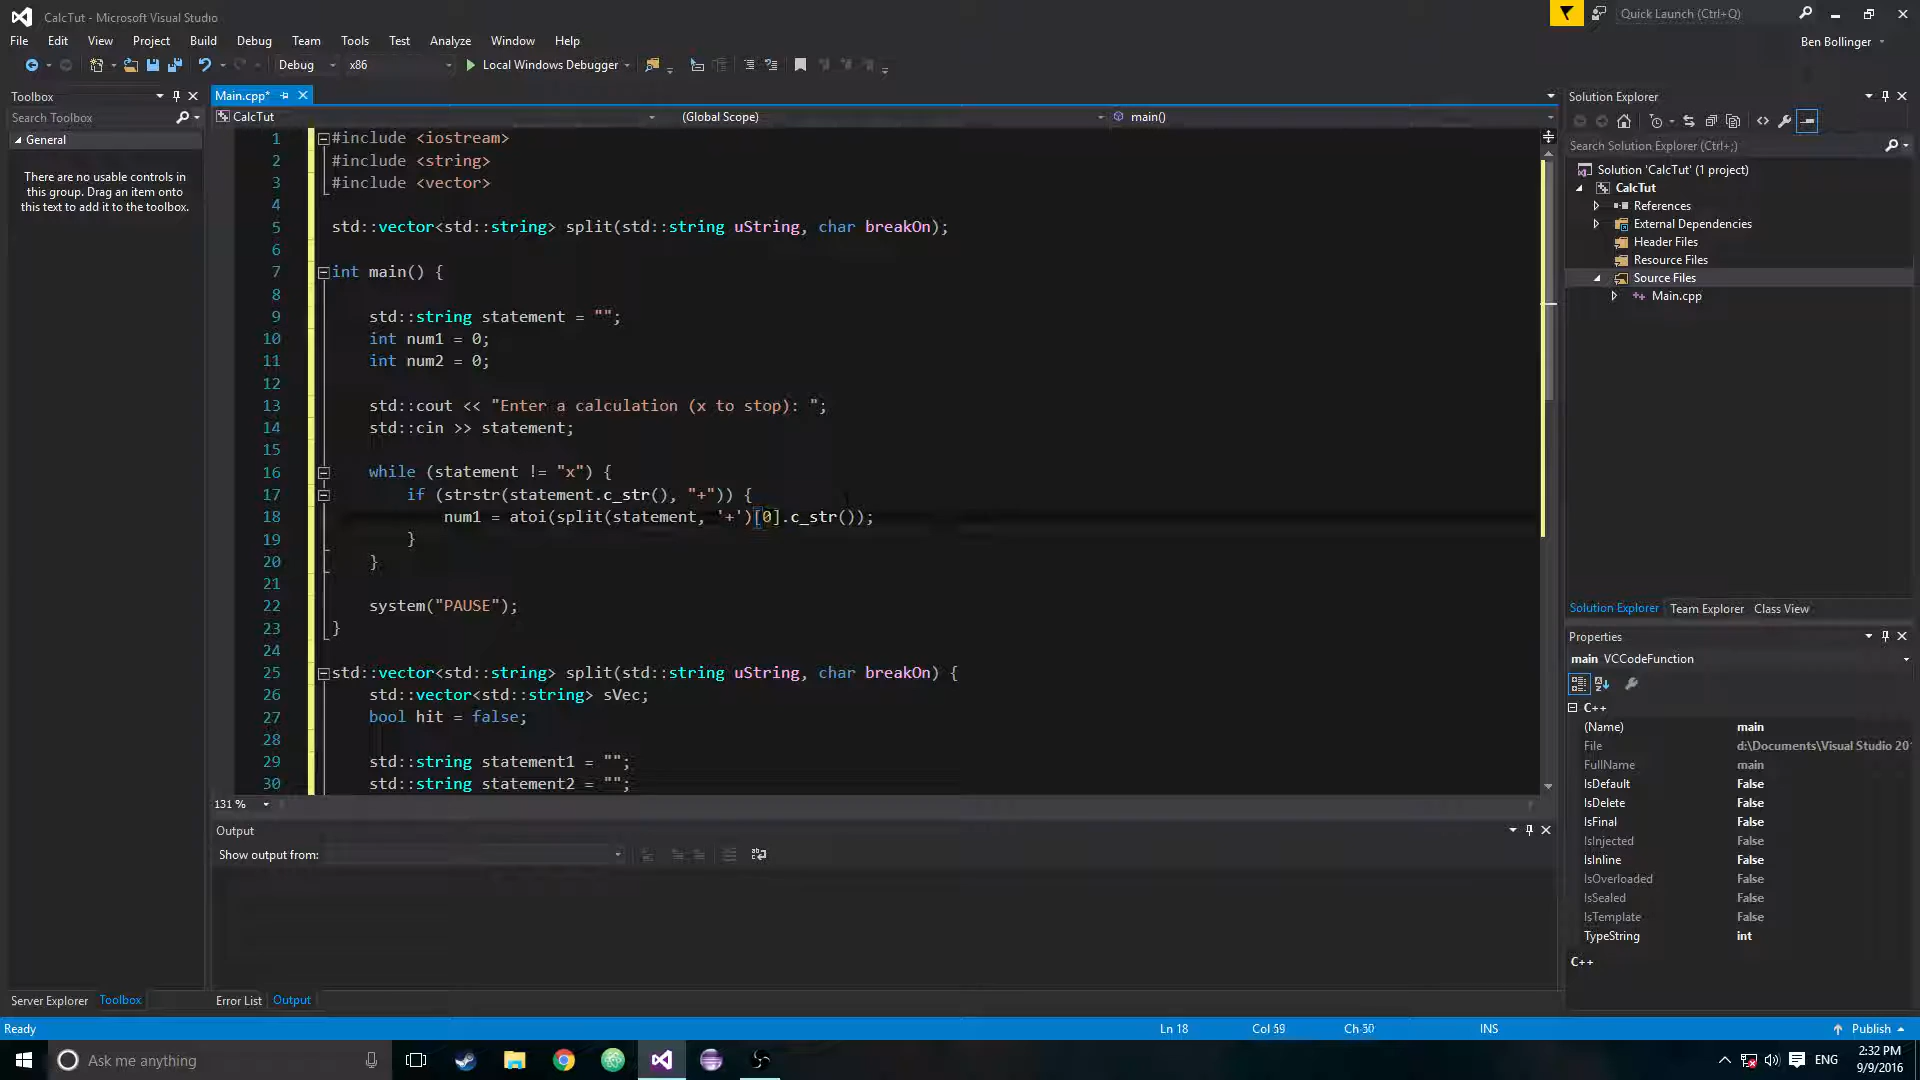 CalcTut - Microsoft Visual Studio
Quick Launch (Ctrl+Q)
File Edit View Project Build Debug Team Tools Test Analyze Window Help
Ben Bollinger
Debug x86 Local Windows Debugger
Toolbox
Main.cpp*
Solution Explorer
Search Toolbox
CalcTut (Global Scope) main()
General
There are no usable controls in
this group. Drag an item onto
this text to add it to the toolbox.
1 #include <iostream>
2 #include <string>
3 #include <vector>
4
5 std::vector<std::string> split(std::string uString, char breakOn);
6
7 int main() {
8
9 std::string statement = "";
10 int num1 = 0;
11 int num2 = 0;
12
13 std::cout << "Enter a calculation (x to stop): ";
14 std::cin >> statement;
15
16 while (statement != "x") {
17 if (strstr(statement.c_str(), "+")) {
18 num1 = atoi(split(statement, '+')[0].c_str());
19 }
20 }
21
22 system("PAUSE");
23 }
24
25 std::vector<std::string> split(std::string uString, char breakOn) {
26 std::vector<std::string> sVec;
27 bool hit = false;
28
29 std::string statement1 = "";
30 std::string statement2 = "";
131 %
Output
Show output from:
Search Solution Explorer (Ctrl+;)
Solution 'CalcTut' (1 project)
CalcTut
References
External Dependencies
Header Files
Resource Files
Source Files
Main.cpp
Solution Explorer Team Explorer Class View
Properties
main VCCodeFunction
C++
(Name) main
File d:\Documents\Visual Studio 201
FullName main
IsDefault False
IsDelete False
IsFinal False
IsInjected False
IsInline False
IsOverloaded False
IsSealed False
IsTemplate False
TypeString int
C++
Server Explorer Toolbox Error List Output
Ready Ln 18 Col 59 Ch 50 INS Publish
Ask me anything
ENG
2:32 PM
9/9/2016